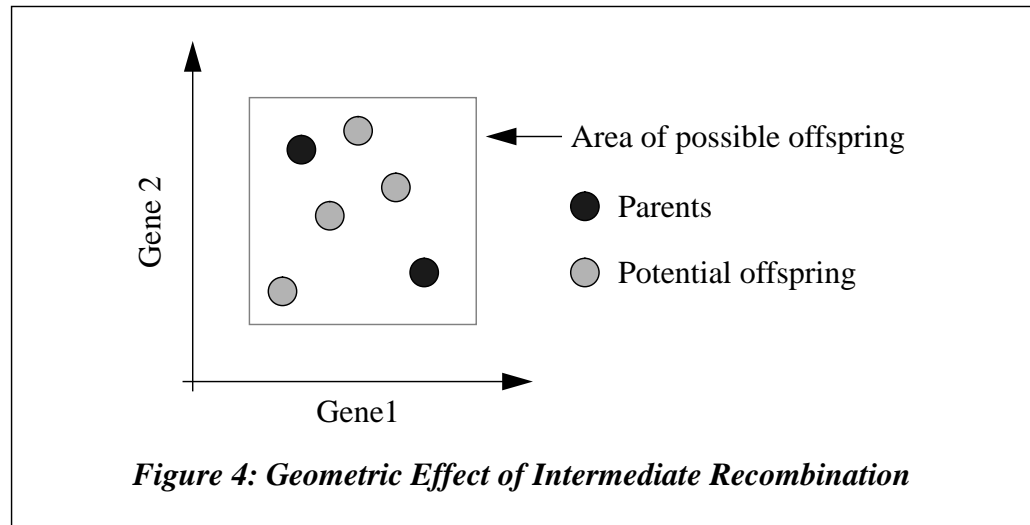 Area of possible offspring
Parents
Potential offspring
Gene 2
Gene1
Figure 4: Geometric Effect of Intermediate Recombination